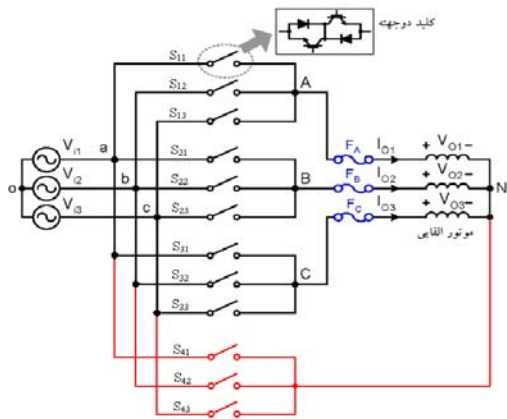 کلید دوجهته
S11
S12
S13
A
a
Vi1
S21
FA
IO1
+ VO1 −
o
Vi2
b
S22
B
FB
IO2
+ VO2 −
N
Vi3
c
S23
FC
IO3
+ VO3 −
S31
موتور القایی
S32
C
S33
S41
S42
S43